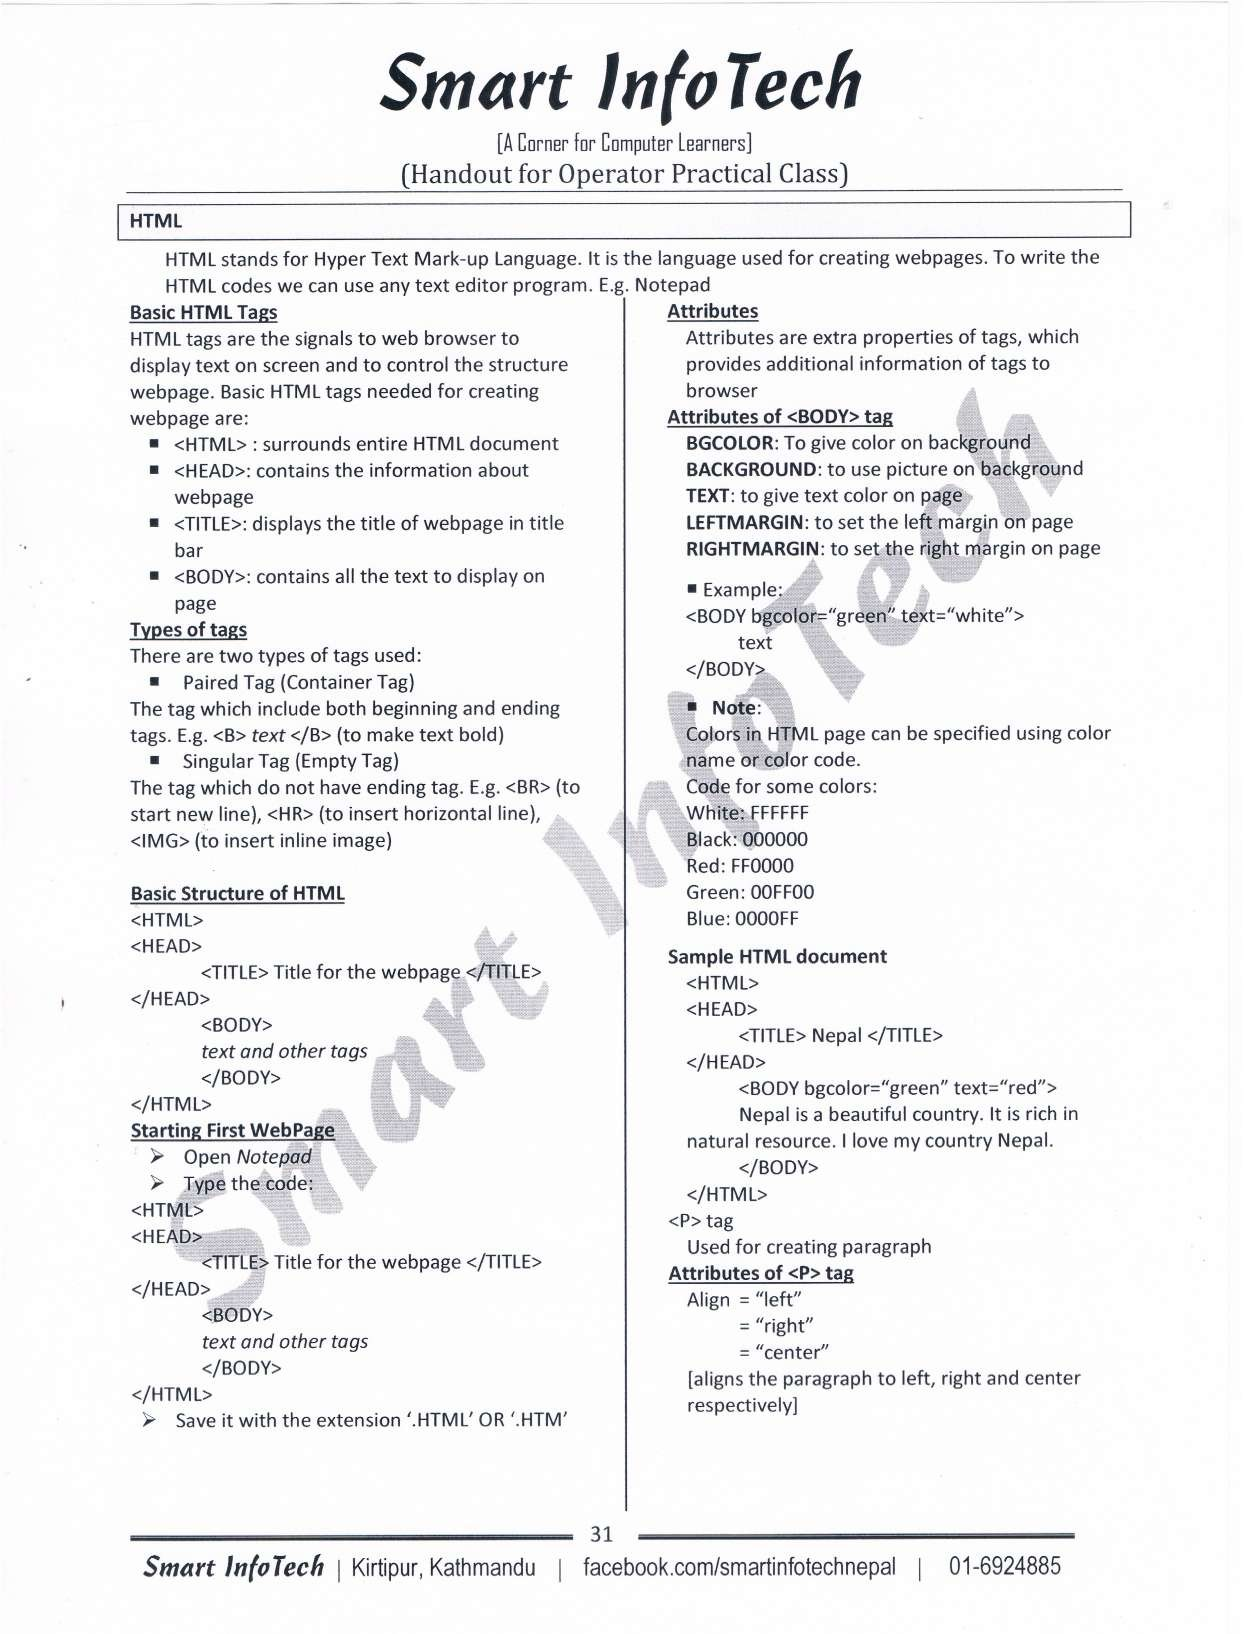 Smart InfoTech
[A Corner for Computer Learners]
(Handout for Operator Practical Class)
HTML
HTML stands for Hyper Text Mark-up Language. It is the language used for creating webpages. To write the
HTML codes we can use any text editor program. E.g. Notepad
Basic HTML Tags
HTML tags are the signals to web browser to
display text on screen and to control the structure
webpage. Basic HTML tags needed for creating
webpage are:
▪ <HTML> : surrounds entire HTML document
▪ <HEAD>: contains the information about
webpage
▪ <TITLE>: displays the title of webpage in title
bar
▪ <BODY>: contains all the text to display on
page
Types of tags
There are two types of tags used:
▪ Paired Tag (Container Tag)
The tag which include both beginning and ending
tags. E.g. <B> text </B> (to make text bold)
▪ Singular Tag (Empty Tag)
The tag which do not have ending tag. E.g. <BR> (to
start new line), <HR> (to insert horizontal line),
<IMG> (to insert inline image)
Basic Structure of HTML
<HTML>
<HEAD>
<TITLE> Title for the webpage </TITLE>
</HEAD>
<BODY>
text and other tags
</BODY>
</HTML>
Starting First WebPage
➢ Open Notepad
➢ Type the code:
<HTML>
<HEAD>
<TITLE> Title for the webpage </TITLE>
</HEAD>
<BODY>
text and other tags
</BODY>
</HTML>
➢ Save it with the extension ‘.HTML’ OR ‘.HTM’
Attributes
Attributes are extra properties of tags, which
provides additional information of tags to
browser
Attributes of <BODY> tag
BGCOLOR: To give color on background
BACKGROUND: to use picture on background
TEXT: to give text color on page
LEFTMARGIN: to set the left margin on page
RIGHTMARGIN: to set the right margin on page
▪ Example:
<BODY bgcolor=“green” text=“white”>
text
</BODY>
▪ Note:
Colors in HTML page can be specified using color
name or color code.
Code for some colors:
White: FFFFFF
Black: 000000
Red: FF0000
Green: 00FF00
Blue: 0000FF
Sample HTML document
<HTML>
<HEAD>
<TITLE> Nepal </TITLE>
</HEAD>
<BODY bgcolor=“green” text=“red”>
Nepal is a beautiful country. It is rich in
natural resource. I love my country Nepal.
</BODY>
</HTML>
<P> tag
Used for creating paragraph
Attributes of <P> tag
Align = “left”
= “right”
= “center”
[aligns the paragraph to left, right and center
respectively]
Smart InfoTech
31
Smart InfoTech | Kirtipur, Kathmandu | facebook.com/smartinfotechnepal | 01-6924885